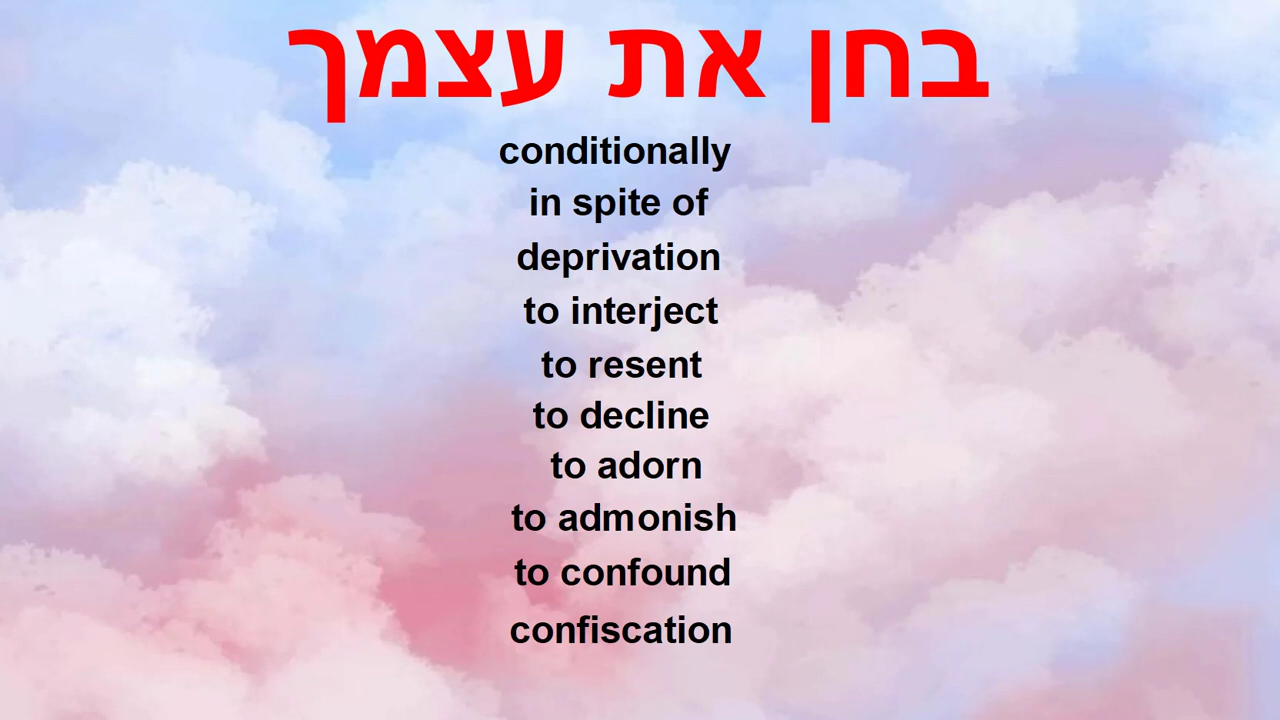 בחן את עצמך
conditionally
in spite of
deprivation
to interject
to resent
to decline
to adorn
to admonish
to confound
confiscation